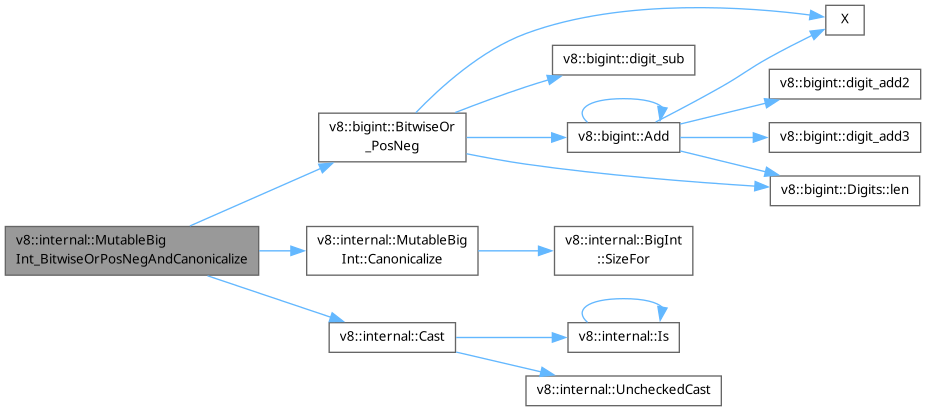 X
v8::bigint::digit_sub
v8::bigint::digit_add2
v8::bigint::BitwiseOr
_PosNeg
v8::bigint::Add
v8::bigint::digit_add3
v8::bigint::Digits::len
v8::internal::MutableBig
Int_BitwiseOrPosNegAndCanonicalize
v8::internal::MutableBig
Int::Canonicalize
v8::internal::BigInt
::SizeFor
v8::internal::Cast
v8::internal::Is
v8::internal::UncheckedCast